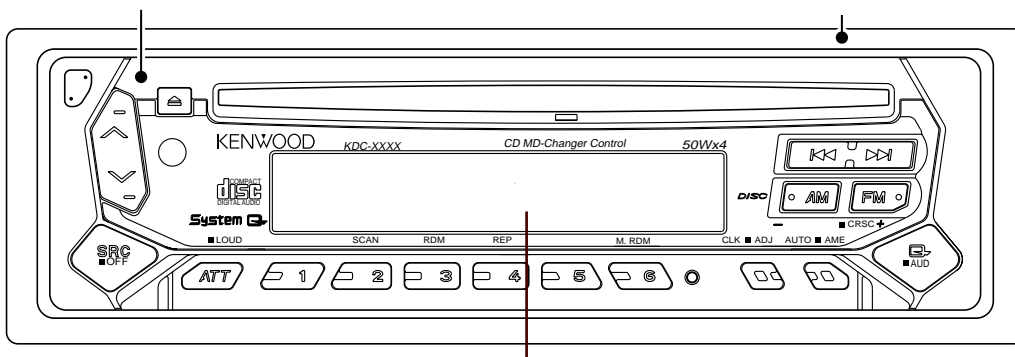 KENWOOD
KDC-XXXX
CD MD-Changer Control
50Wx4
COMPACT
disc
DIGITAL AUDIO
DISC
AM
FM
System Q
- ■ CRSC +
■ LOUD
SCAN
RDM
REP
M. RDM
CLK ■ ADJ
AUTO ■ AME
SRC
■ OFF
Q
■ AUD
ATT
1
2
3
4
5
6